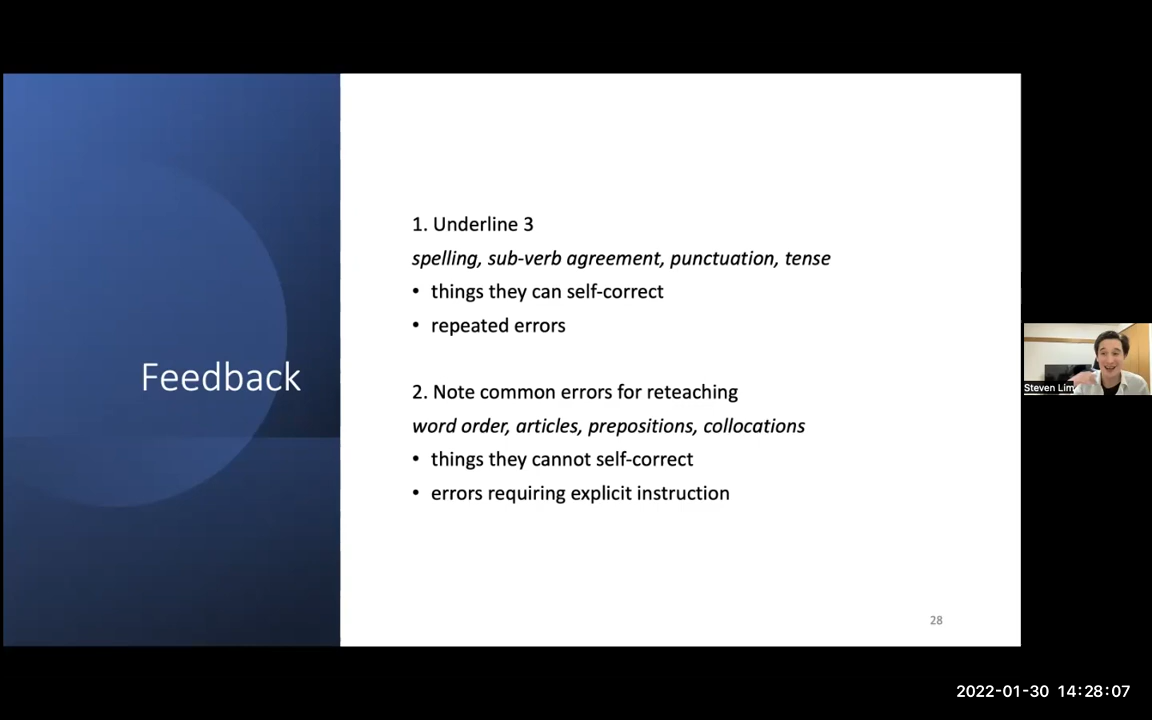 Feedback
1. Underline 3
spelling, sub-verb agreement, punctuation, tense
• things they can self-correct
• repeated errors
2. Note common errors for reteaching
word order, articles, prepositions, collocations
• things they cannot self-correct
• errors requiring explicit instruction
28
Steven Lim
2022-01-30 14:28:07